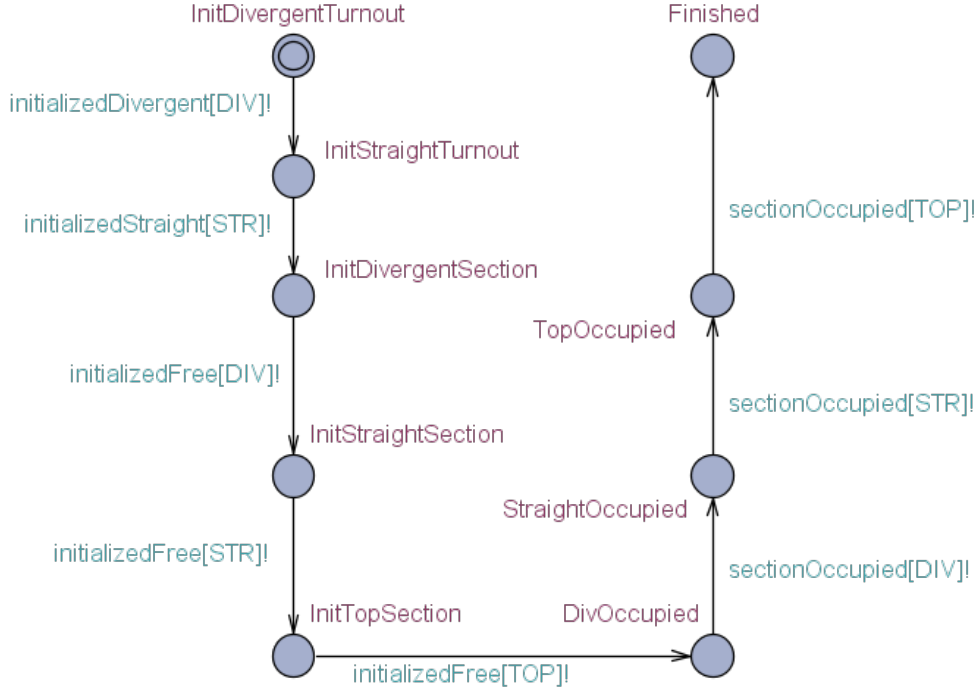 InitDivergentTurnout
Finished
initializedDivergent[DIV]!
InitStraightTurnout
initializedStraight[STR]!
sectionOccupied[TOP]!
InitDivergentSection
TopOccupied
initializedFree[DIV]!
sectionOccupied[STR]!
InitStraightSection
StraightOccupied
initializedFree[STR]!
sectionOccupied[DIV]!
InitTopSection
DivOccupied
initializedFree[TOP]!